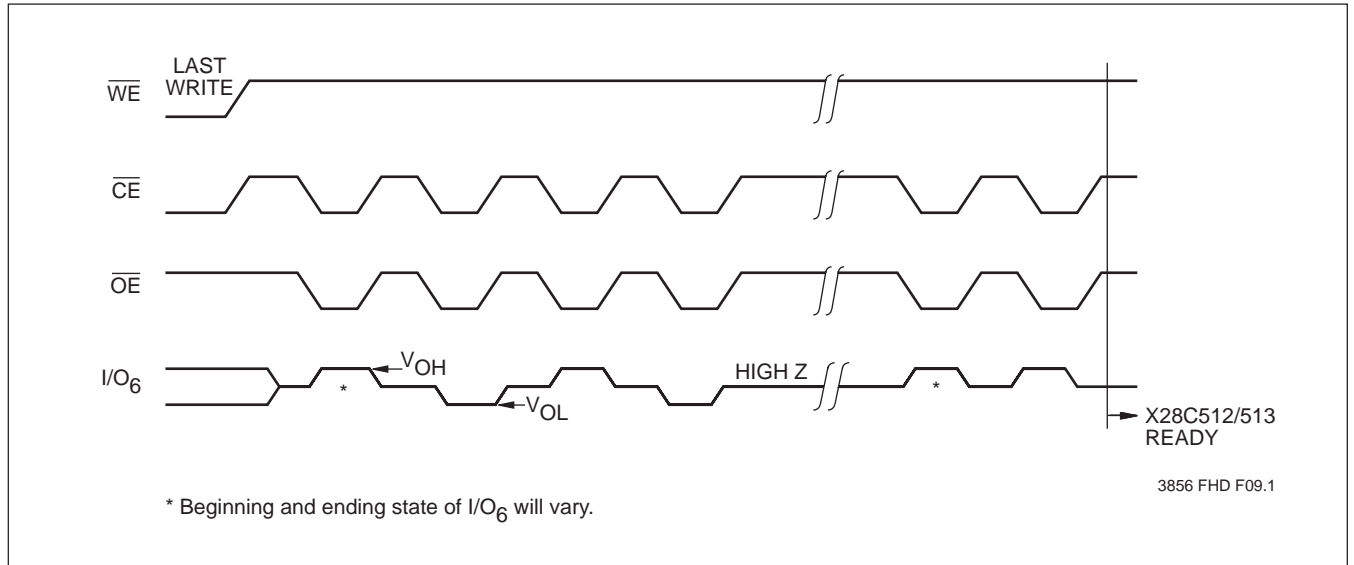 LAST
WRITE
WE
CE
OE
I/O6
VOH
*
VOL
HIGH Z
*
X28C512/513
READY
3856 FHD F09.1
* Beginning and ending state of I/O6 will vary.